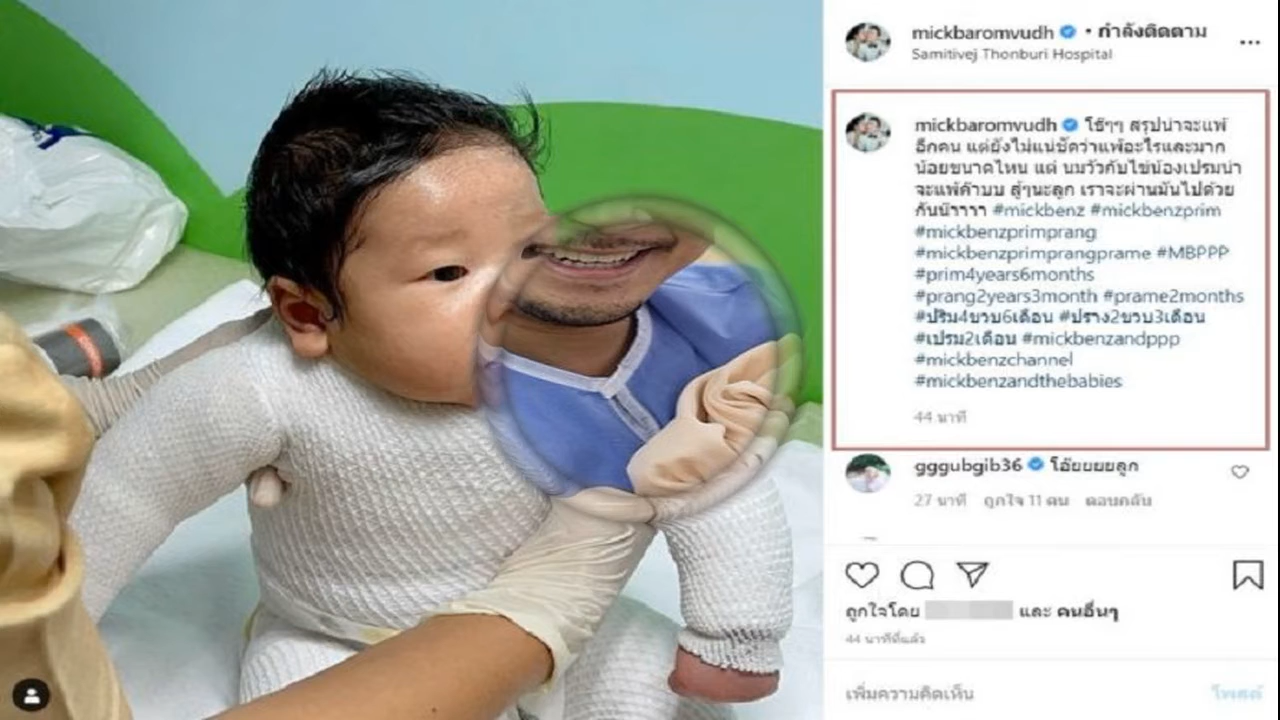 mickbaromvudh • กำลังติดตาม
Samitivej Thonburi Hospital
mickbaromvudh โธ๊ๆๆ สรุปน่าจะแพ้
อีกคน แต่ยังไม่แน่ชัดว่าแพ้อะไรและมาก
น้อยขนาดไหน แต่ นมวัวกับไข่น้องเปรมน่า
จะแพ้ค้าบบ สู้ๆนะลูก เราจะผ่านมันไปด้วย
กันน๊าาาา #mickbenz #mickbenzprim
#mickbenzprimprang
#mickbenzprimprangprame #MBPPP
#prim4years6months
#prang2years3month #prame2months
#ปริม4ขวบ6เดือน #ปราง2ขวบ3เดือน
#เปรม2เดือน #mickbenzandppp
#mickbenzchannel
#mickbenzandthebabies
44 นาที
gggubgib36 โอ๊ยยยยลูก
27 นาที ถูกใจ 11 คน ตอบกลับ
ถูกใจโดย และ คนอื่นๆ
44 นาทีที่แล้ว
เพิ่มความคิดเห็น
โพสต์